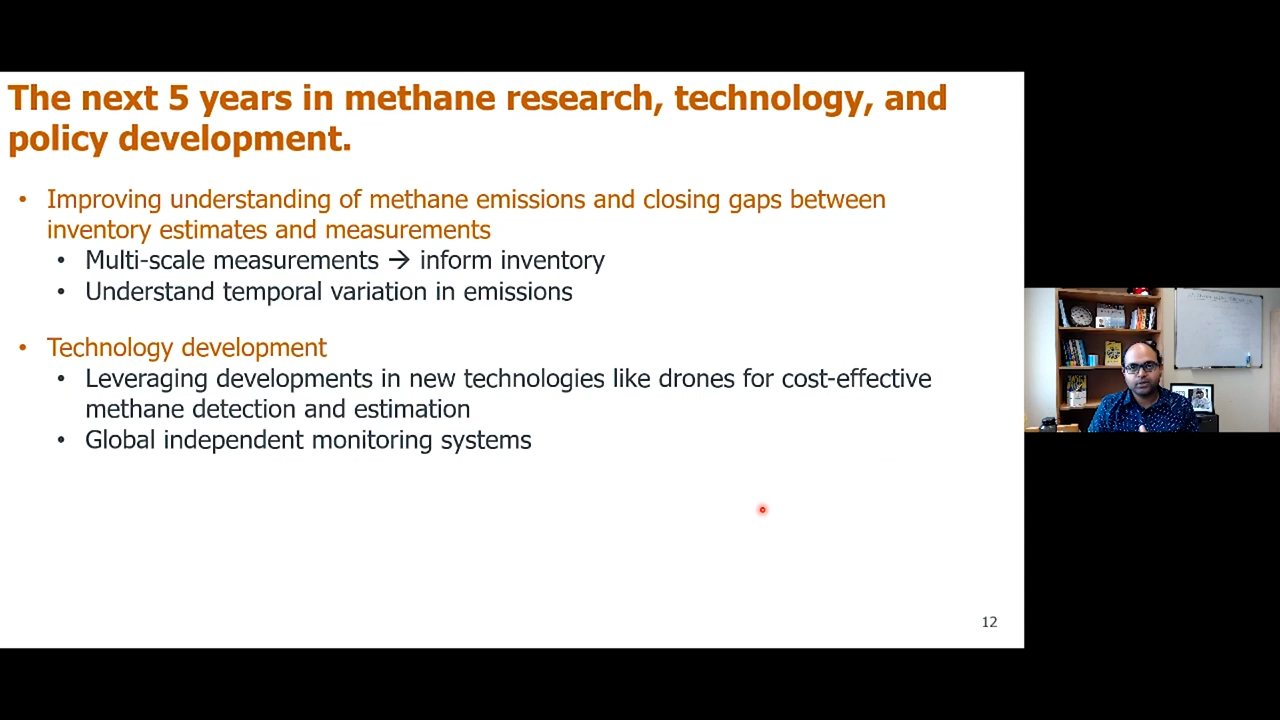 The next 5 years in methane research, technology, and
policy development.
• Improving understanding of methane emissions and closing gaps between
inventory estimates and measurements
• Multi-scale measurements → inform inventory
• Understand temporal variation in emissions
• Technology development
• Leveraging developments in new technologies like drones for cost-effective
methane detection and estimation
• Global independent monitoring systems
12